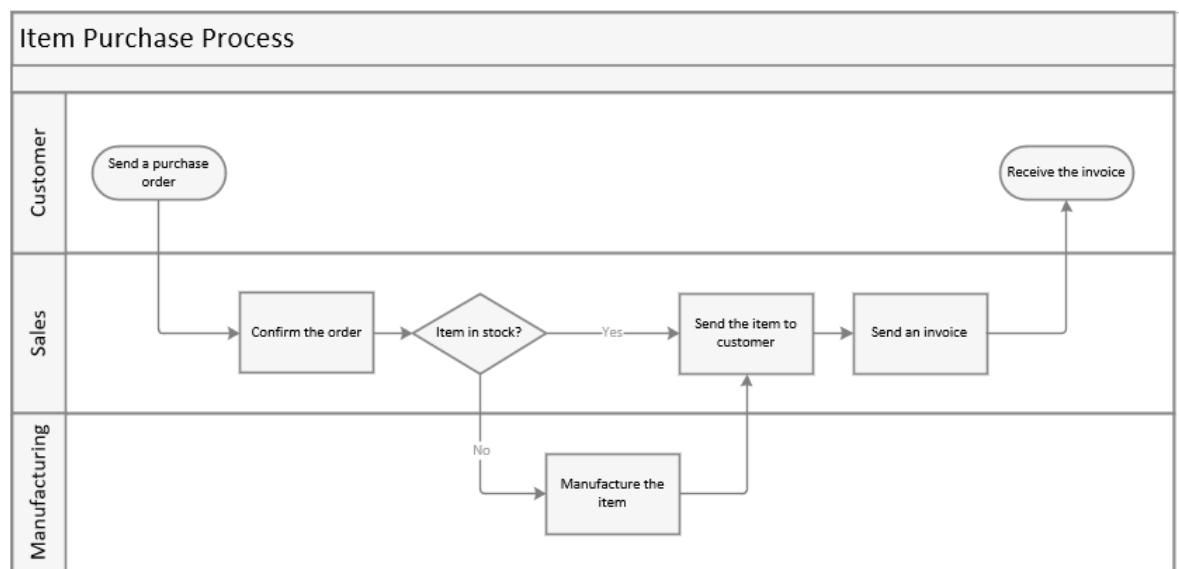 Item Purchase Process
Customer
Send a purchase
order
Receive the invoice
Sales
Confirm the order
Item in stock?
Yes
Send the item to
customer
Send an invoice
Manufacturing
No
Manufacture the
item